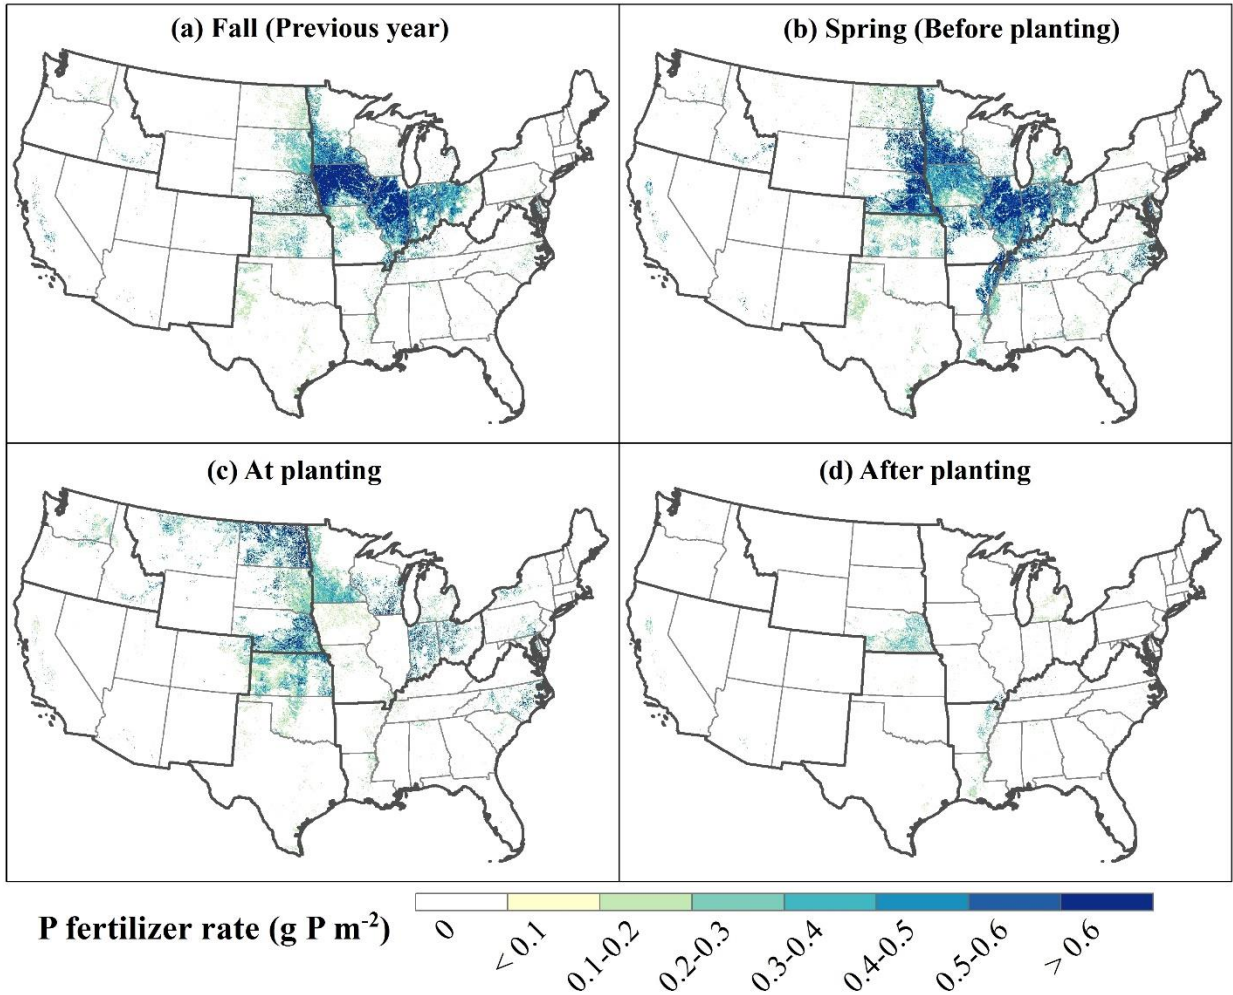 (a) Fall (Previous year)
(b) Spring (Before planting)
(c) At planting
(d) After planting
P fertilizer rate (g P m⁻²)
0
< 0.1
0.1-0.2
0.2-0.3
0.3-0.4
0.4-0.5
0.5-0.6
> 0.6